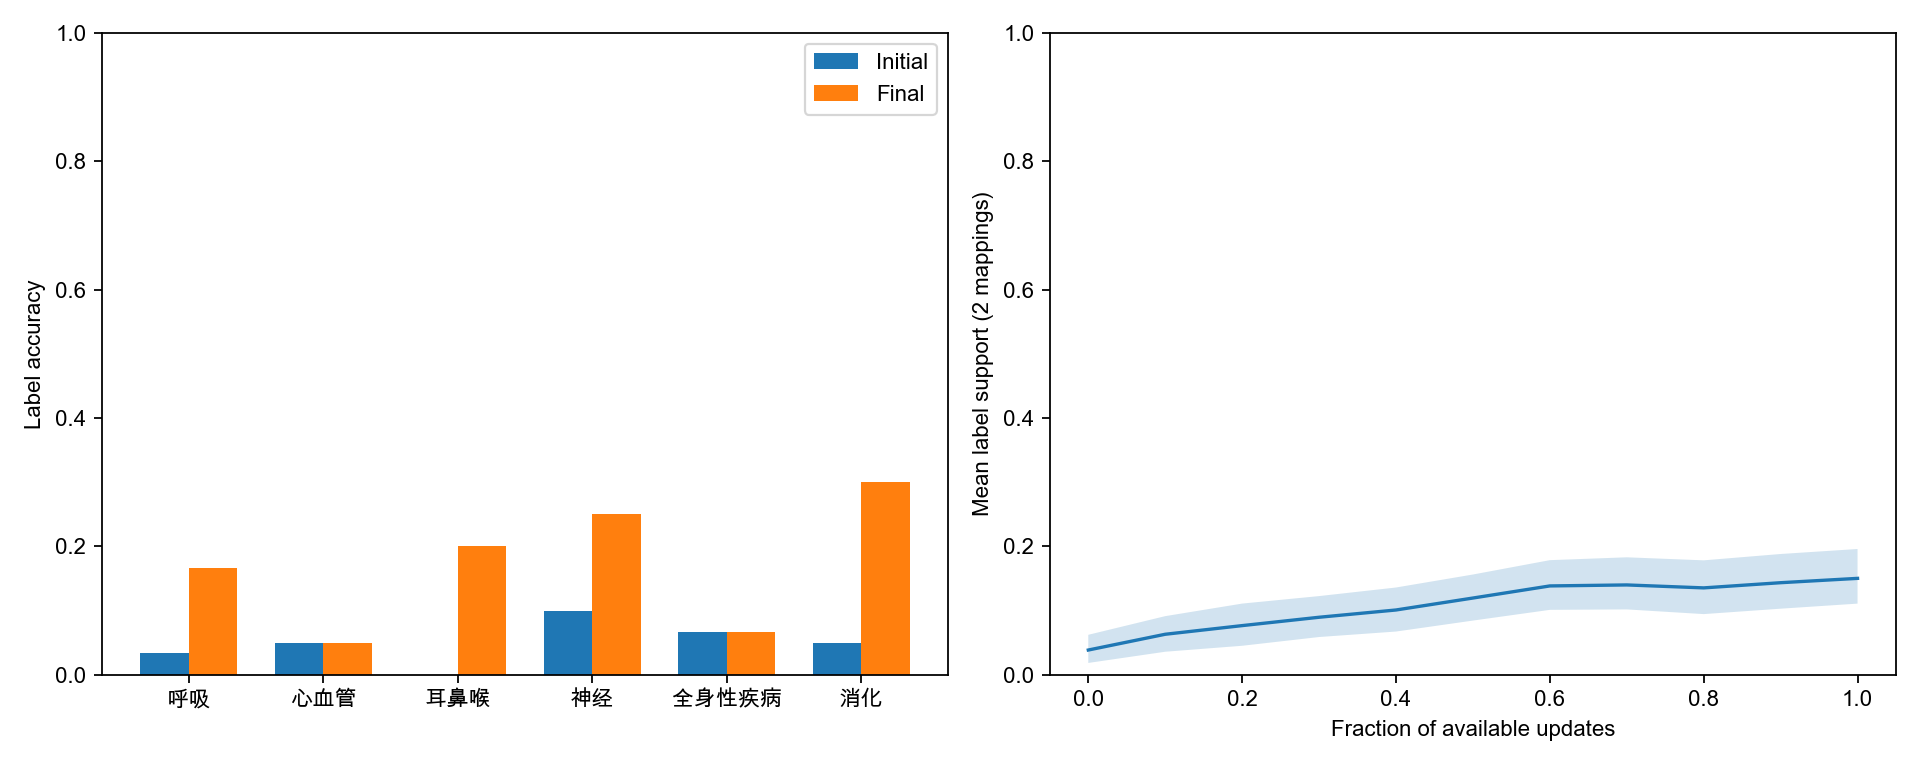 1.0
0.8
0.6
0.4
0.2
0.0
Label accuracy
Initial
Final
呼吸 心血管 耳鼻喉 神经 全身性疾病 消化
1.0
0.8
0.6
0.4
0.2
0.0
Mean label support (2 mappings)
0.0 0.2 0.4 0.6 0.8 1.0
Fraction of available updates